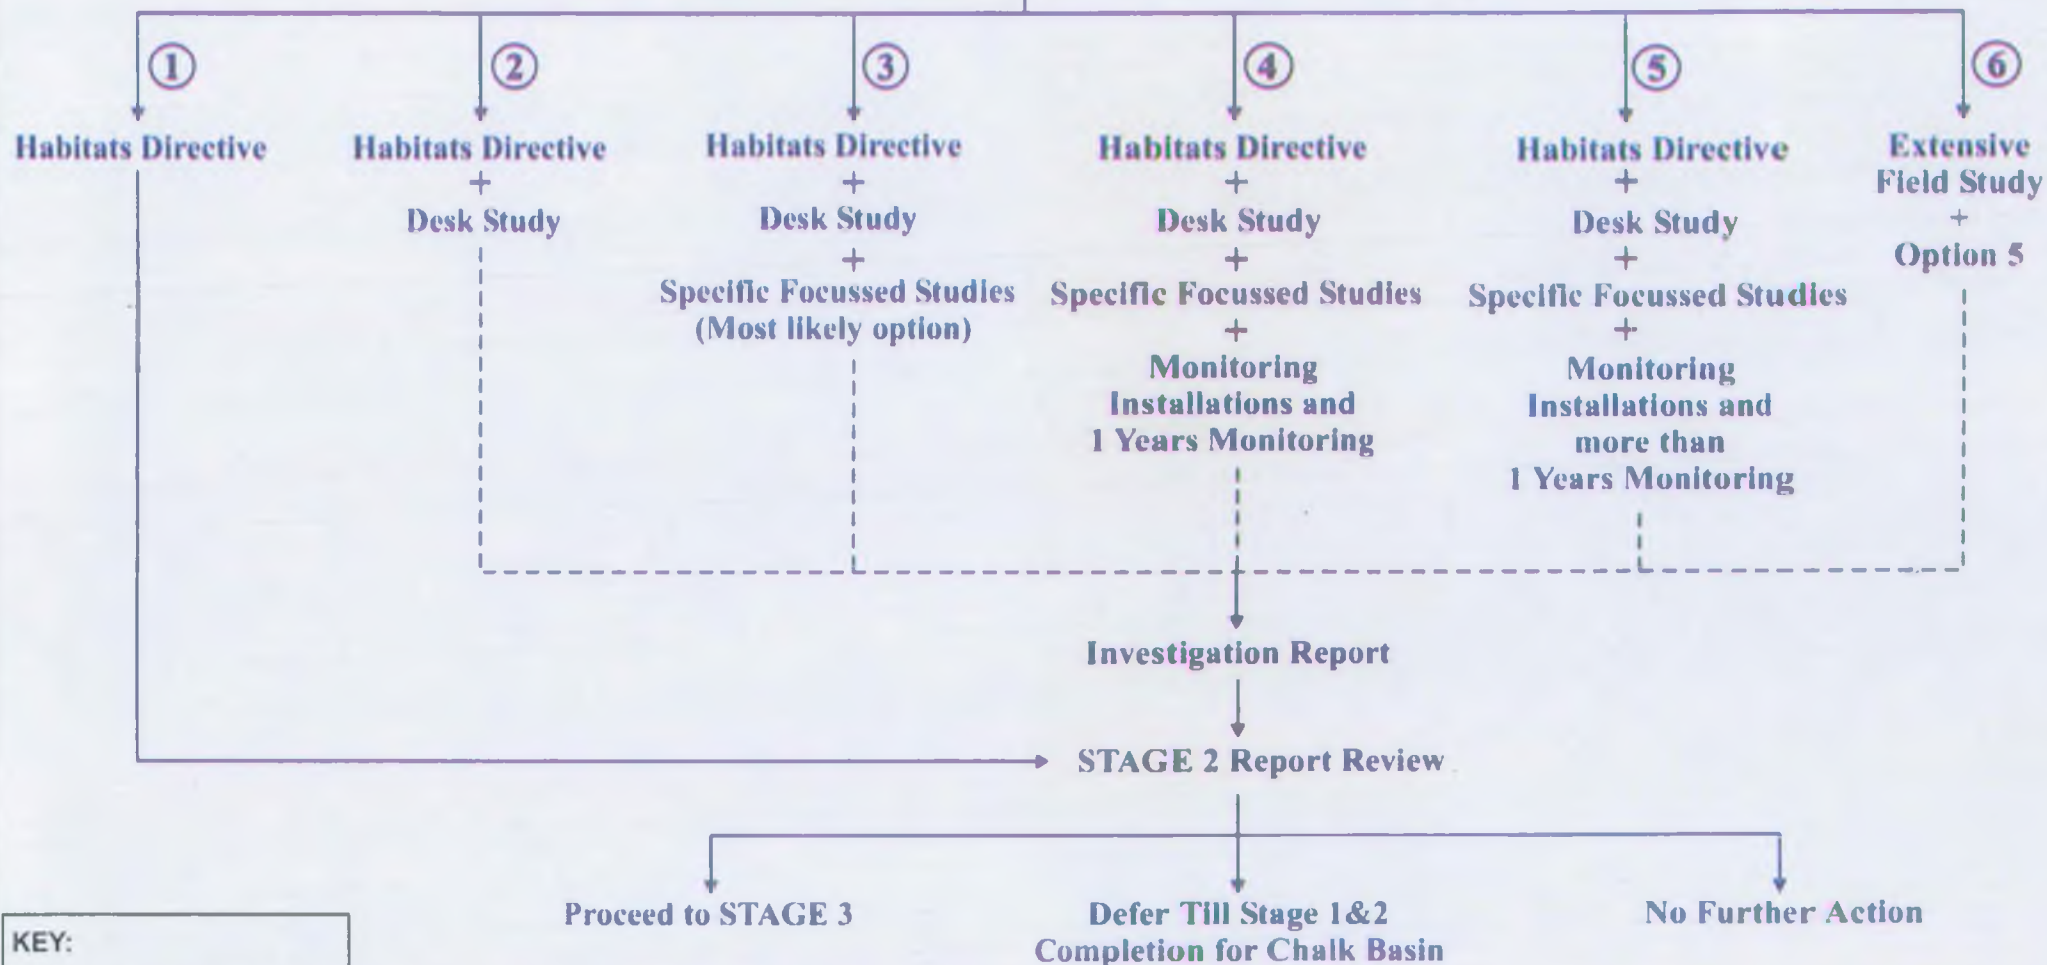 1
2
3
4
5
6
Habitats Directive
Habitats Directive
+
Desk Study
Habitats Directive
+
Desk Study
+
Specific Focussed Studies
(Most likely option)
Habitats Directive
+
Desk Study
+
Specific Focussed Studies
+
Monitoring
Installations and
1 Years Monitoring
Habitats Directive
+
Desk Study
+
Specific Focussed Studies
+
Monitoring
Installations and
more than
1 Years Monitoring
Extensive
Field Study
+
Option 5
Investigation Report
STAGE 2 Report Review
Proceed to STAGE 3
Defer Till Stage 1&2
Completion for Chalk Basin
No Further Action
KEY: